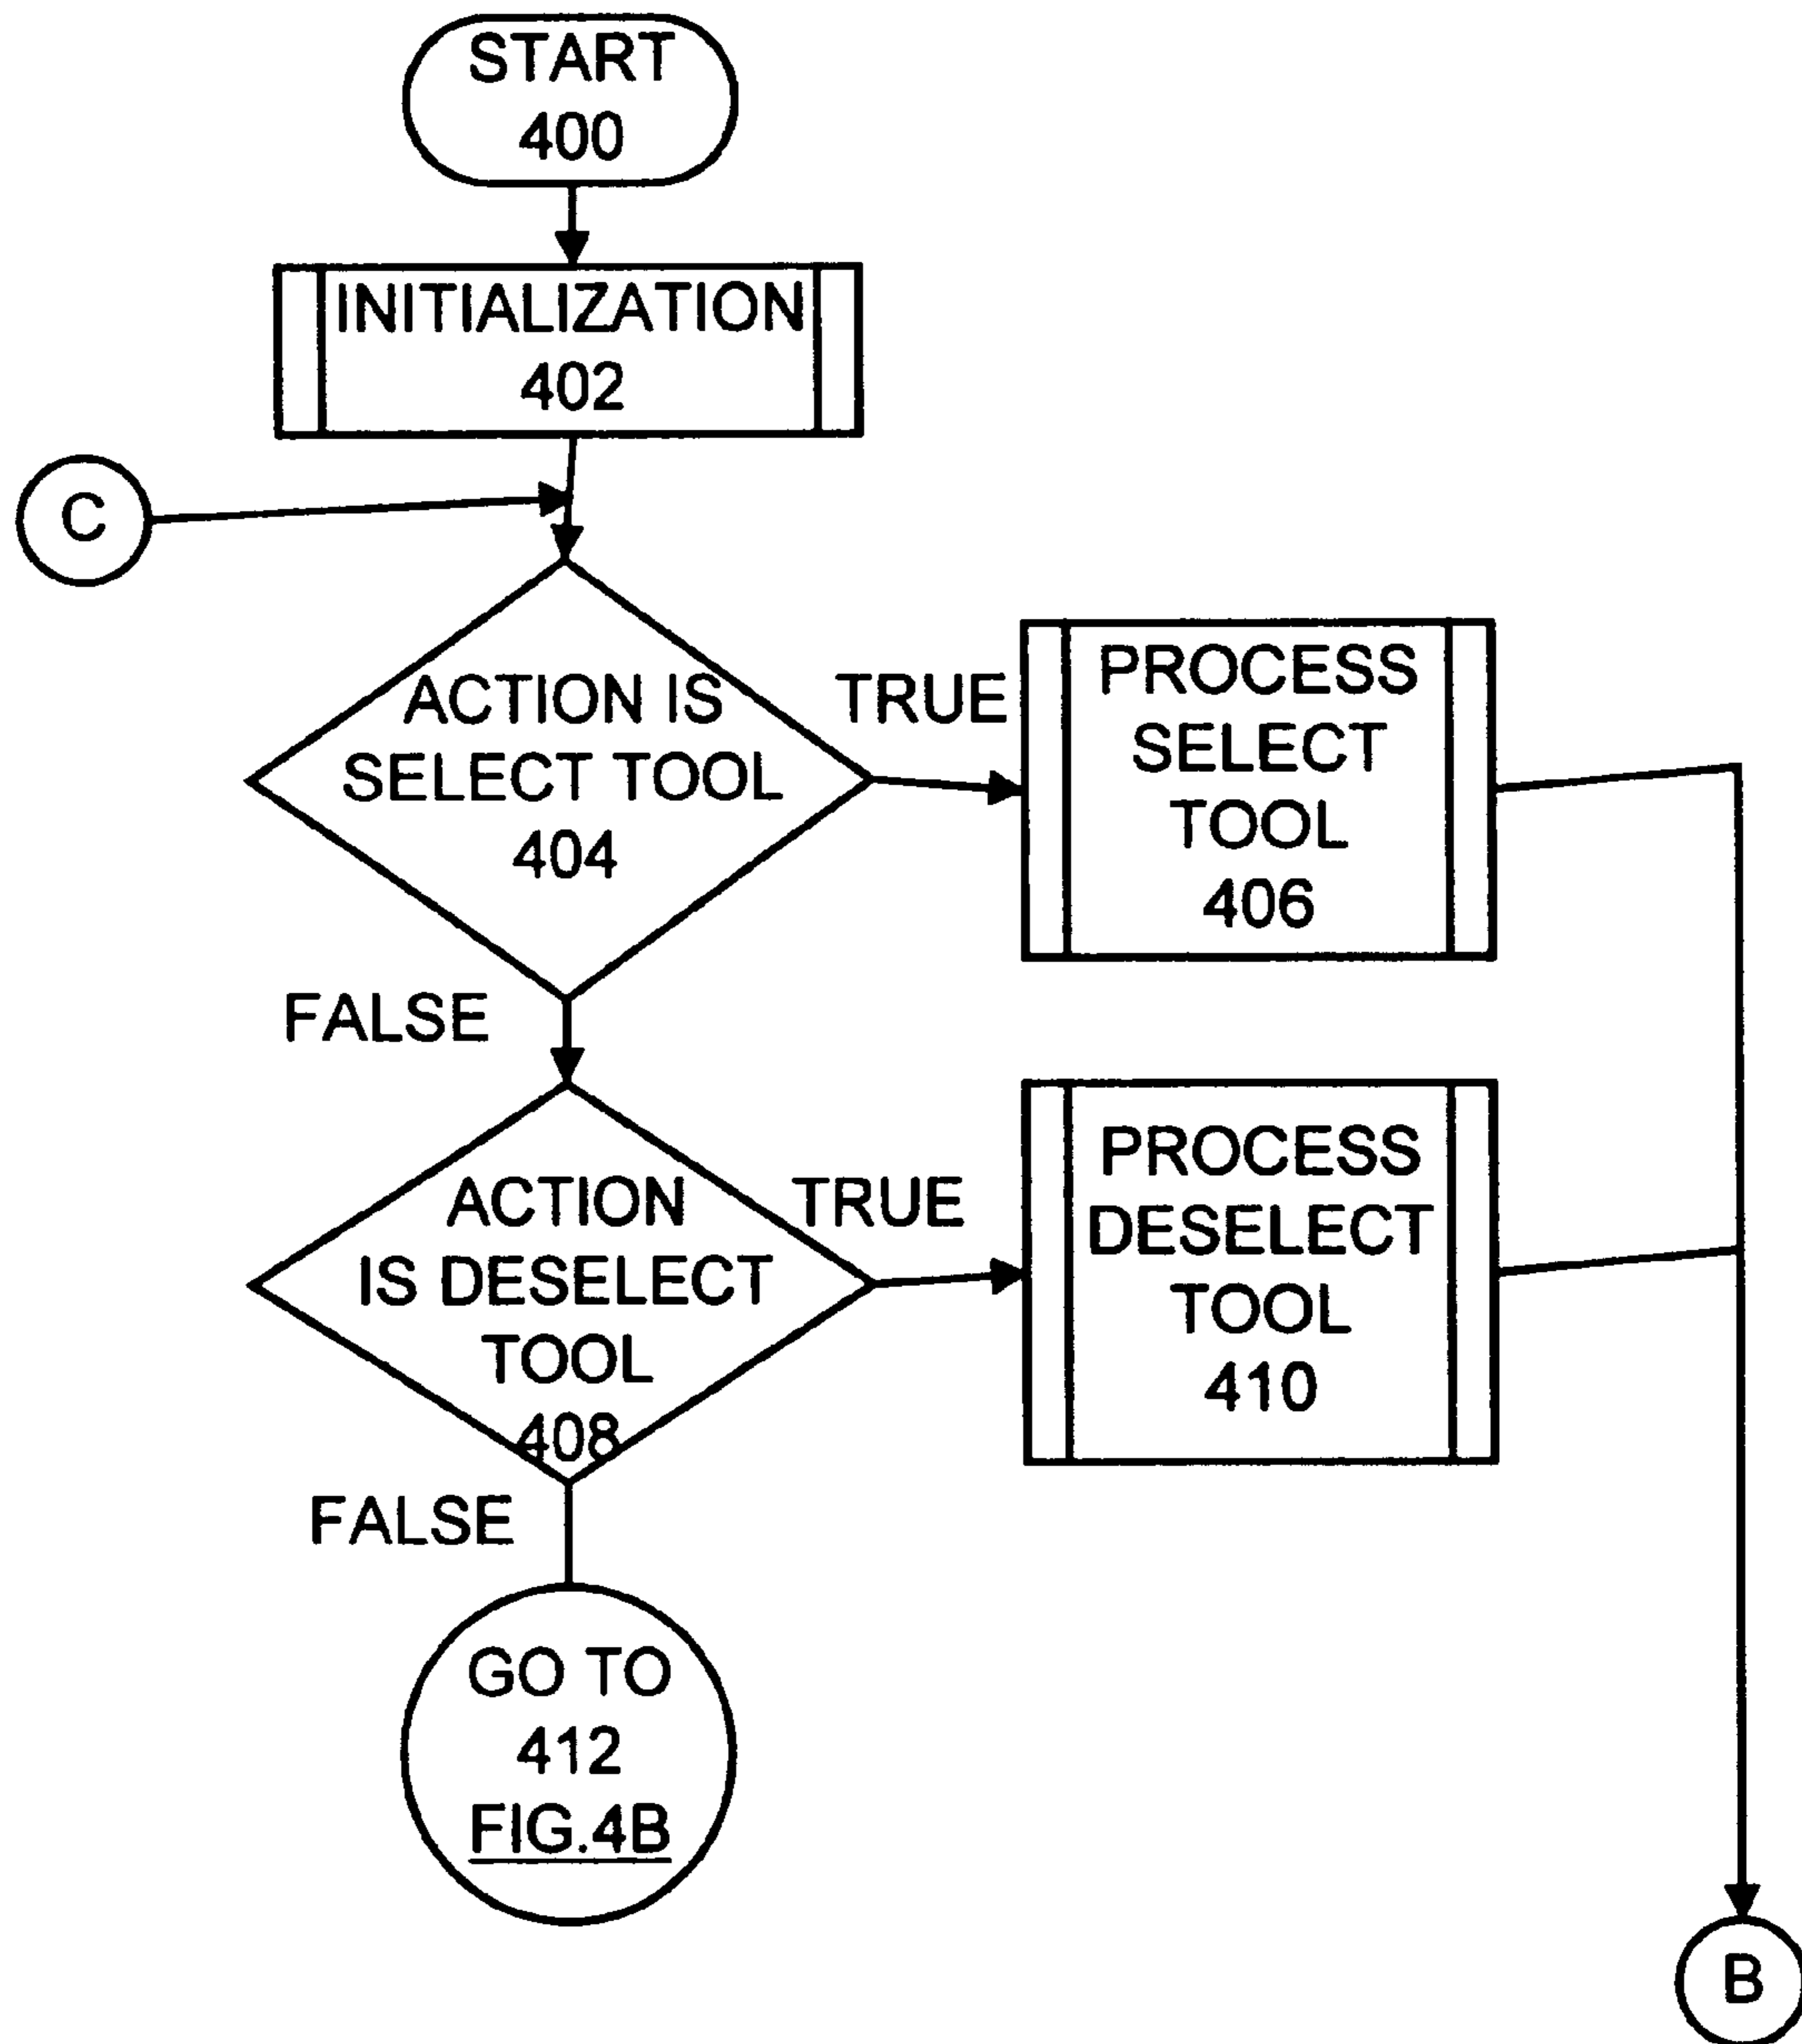 START
400
INITIALIZATION
402
C
ACTION IS
SELECT TOOL
404
TRUE
PROCESS
SELECT
TOOL
406
FALSE
ACTION
IS DESELECT
TOOL
408
TRUE
PROCESS
DESELECT
TOOL
410
FALSE
GO TO
412
FIG.4B
B